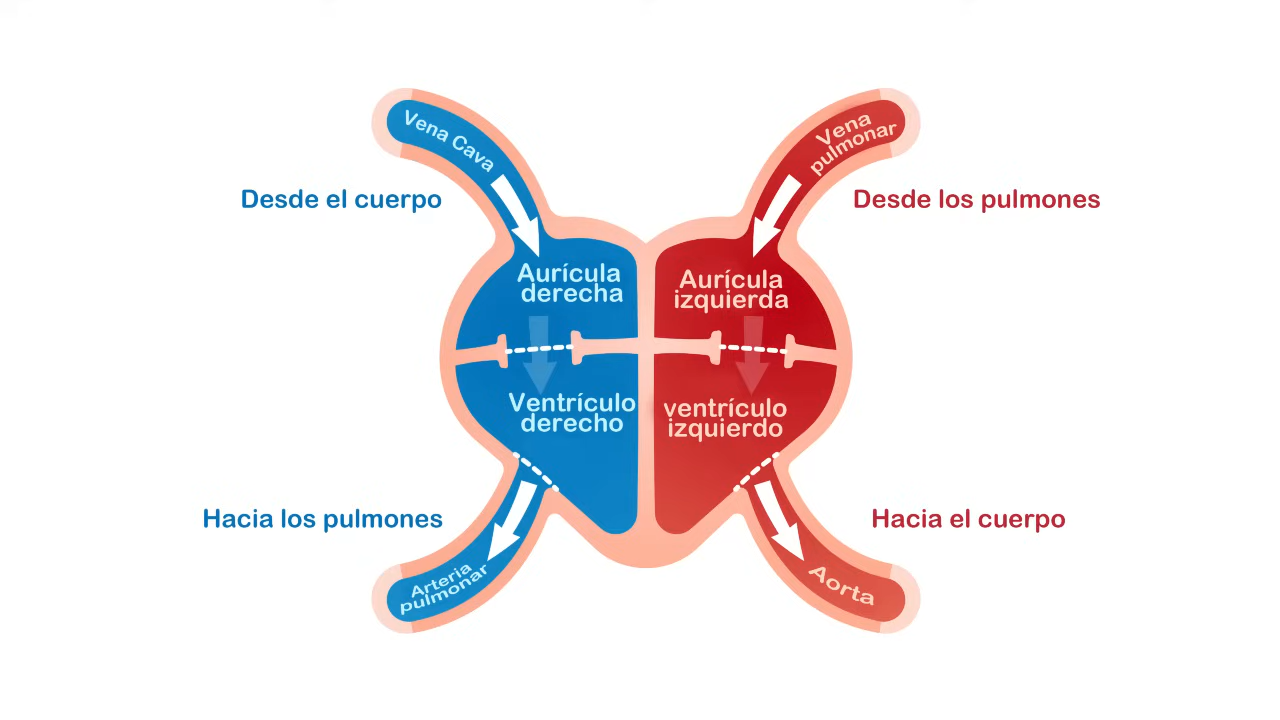 Vena Cava
Vena
pulmonar
Desde el cuerpo
Desde los pulmones
Aurícula
derecha
Aurícula
izquierda
Ventrículo
derecho
ventrículo
izquierdo
Hacia los pulmones
Hacia el cuerpo
Arteria
pulmonar
Aorta